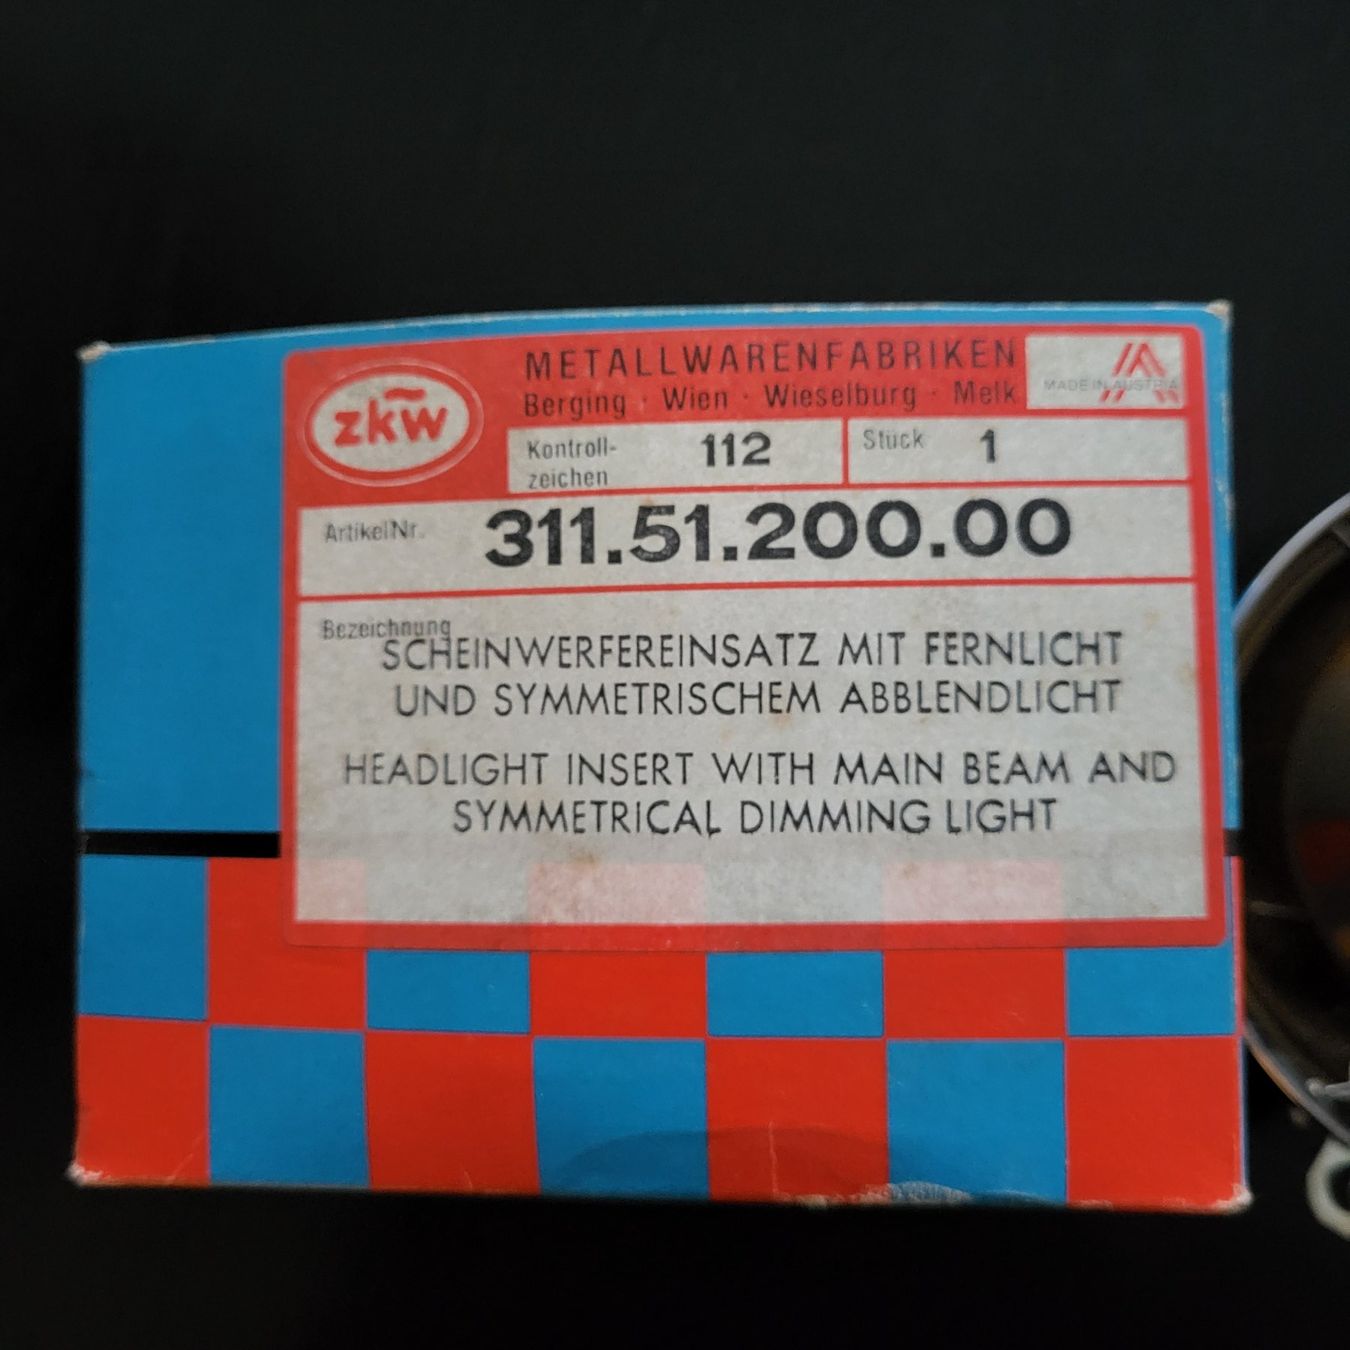 zkw
METALLWARENFABRIKEN
Berging · Wien · Wieselburg · Melk
MADE IN AUSTRIA
Kontroll-
zeichen
112
Stück 1
ArtikelNr. 311.51.200.00
Bezeichnung
SCHEINWERFEREINSATZ MIT FERNLICHT
UND SYMMETRISCHEM ABBLENDLICHT
HEADLIGHT INSERT WITH MAIN BEAM AND
SYMMETRICAL DIMMING LIGHT